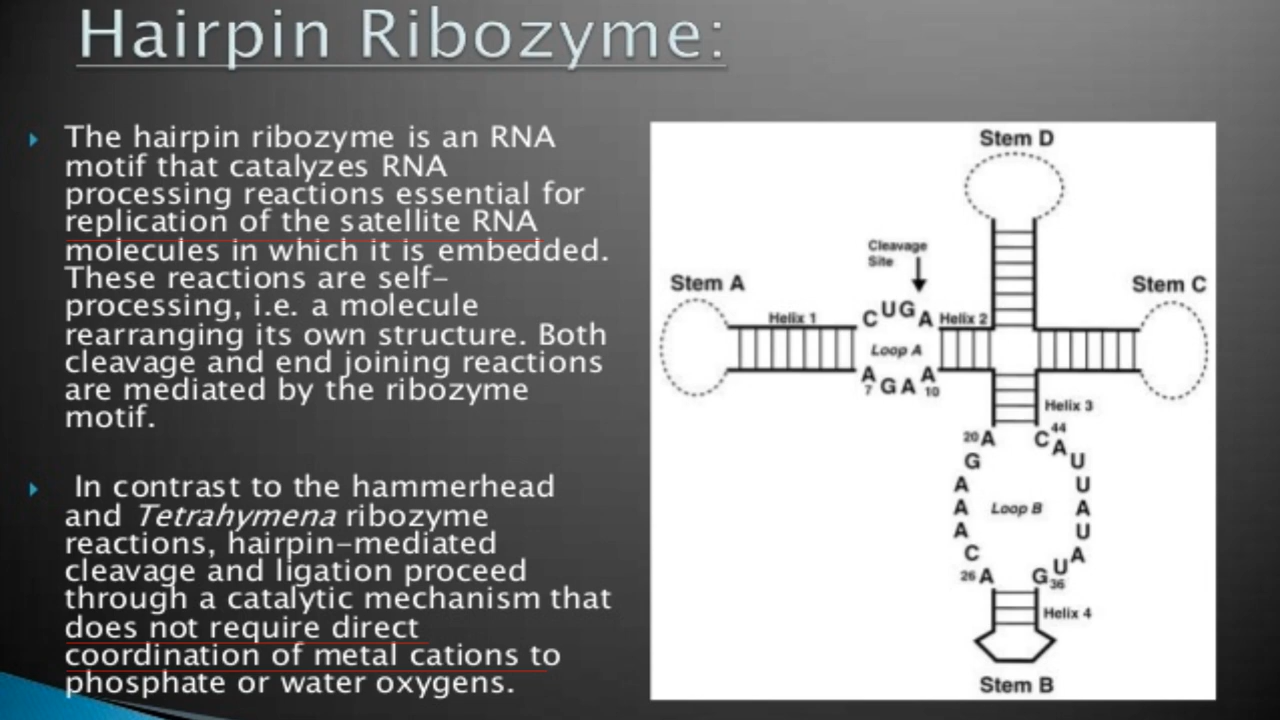 Hairpin Ribozyme:
The hairpin ribozyme is an RNA
motif that catalyzes RNA
processing reactions essential for
replication of the satellite RNA
molecules in which it is embedded.
These reactions are self-
processing, i.e. a molecule
rearranging its own structure. Both
cleavage and end joining reactions
are mediated by the ribozyme
motif.
In contrast to the hammerhead
and Tetrahymena ribozyme
reactions, hairpin-mediated
cleavage and ligation proceed
through a catalytic mechanism that
does not require direct
coordination of metal cations to
phosphate or water oxygens.
Stem D
Cleavage
Site
Stem A
Stem C
Helix 1
C U G A
Helix 2
Loop A
A G A A
7 10
Helix 3
20 A C 44
A
G U
A U
A Loop B A
A U
C A
U
26 A G 36
Helix 4
Stem B